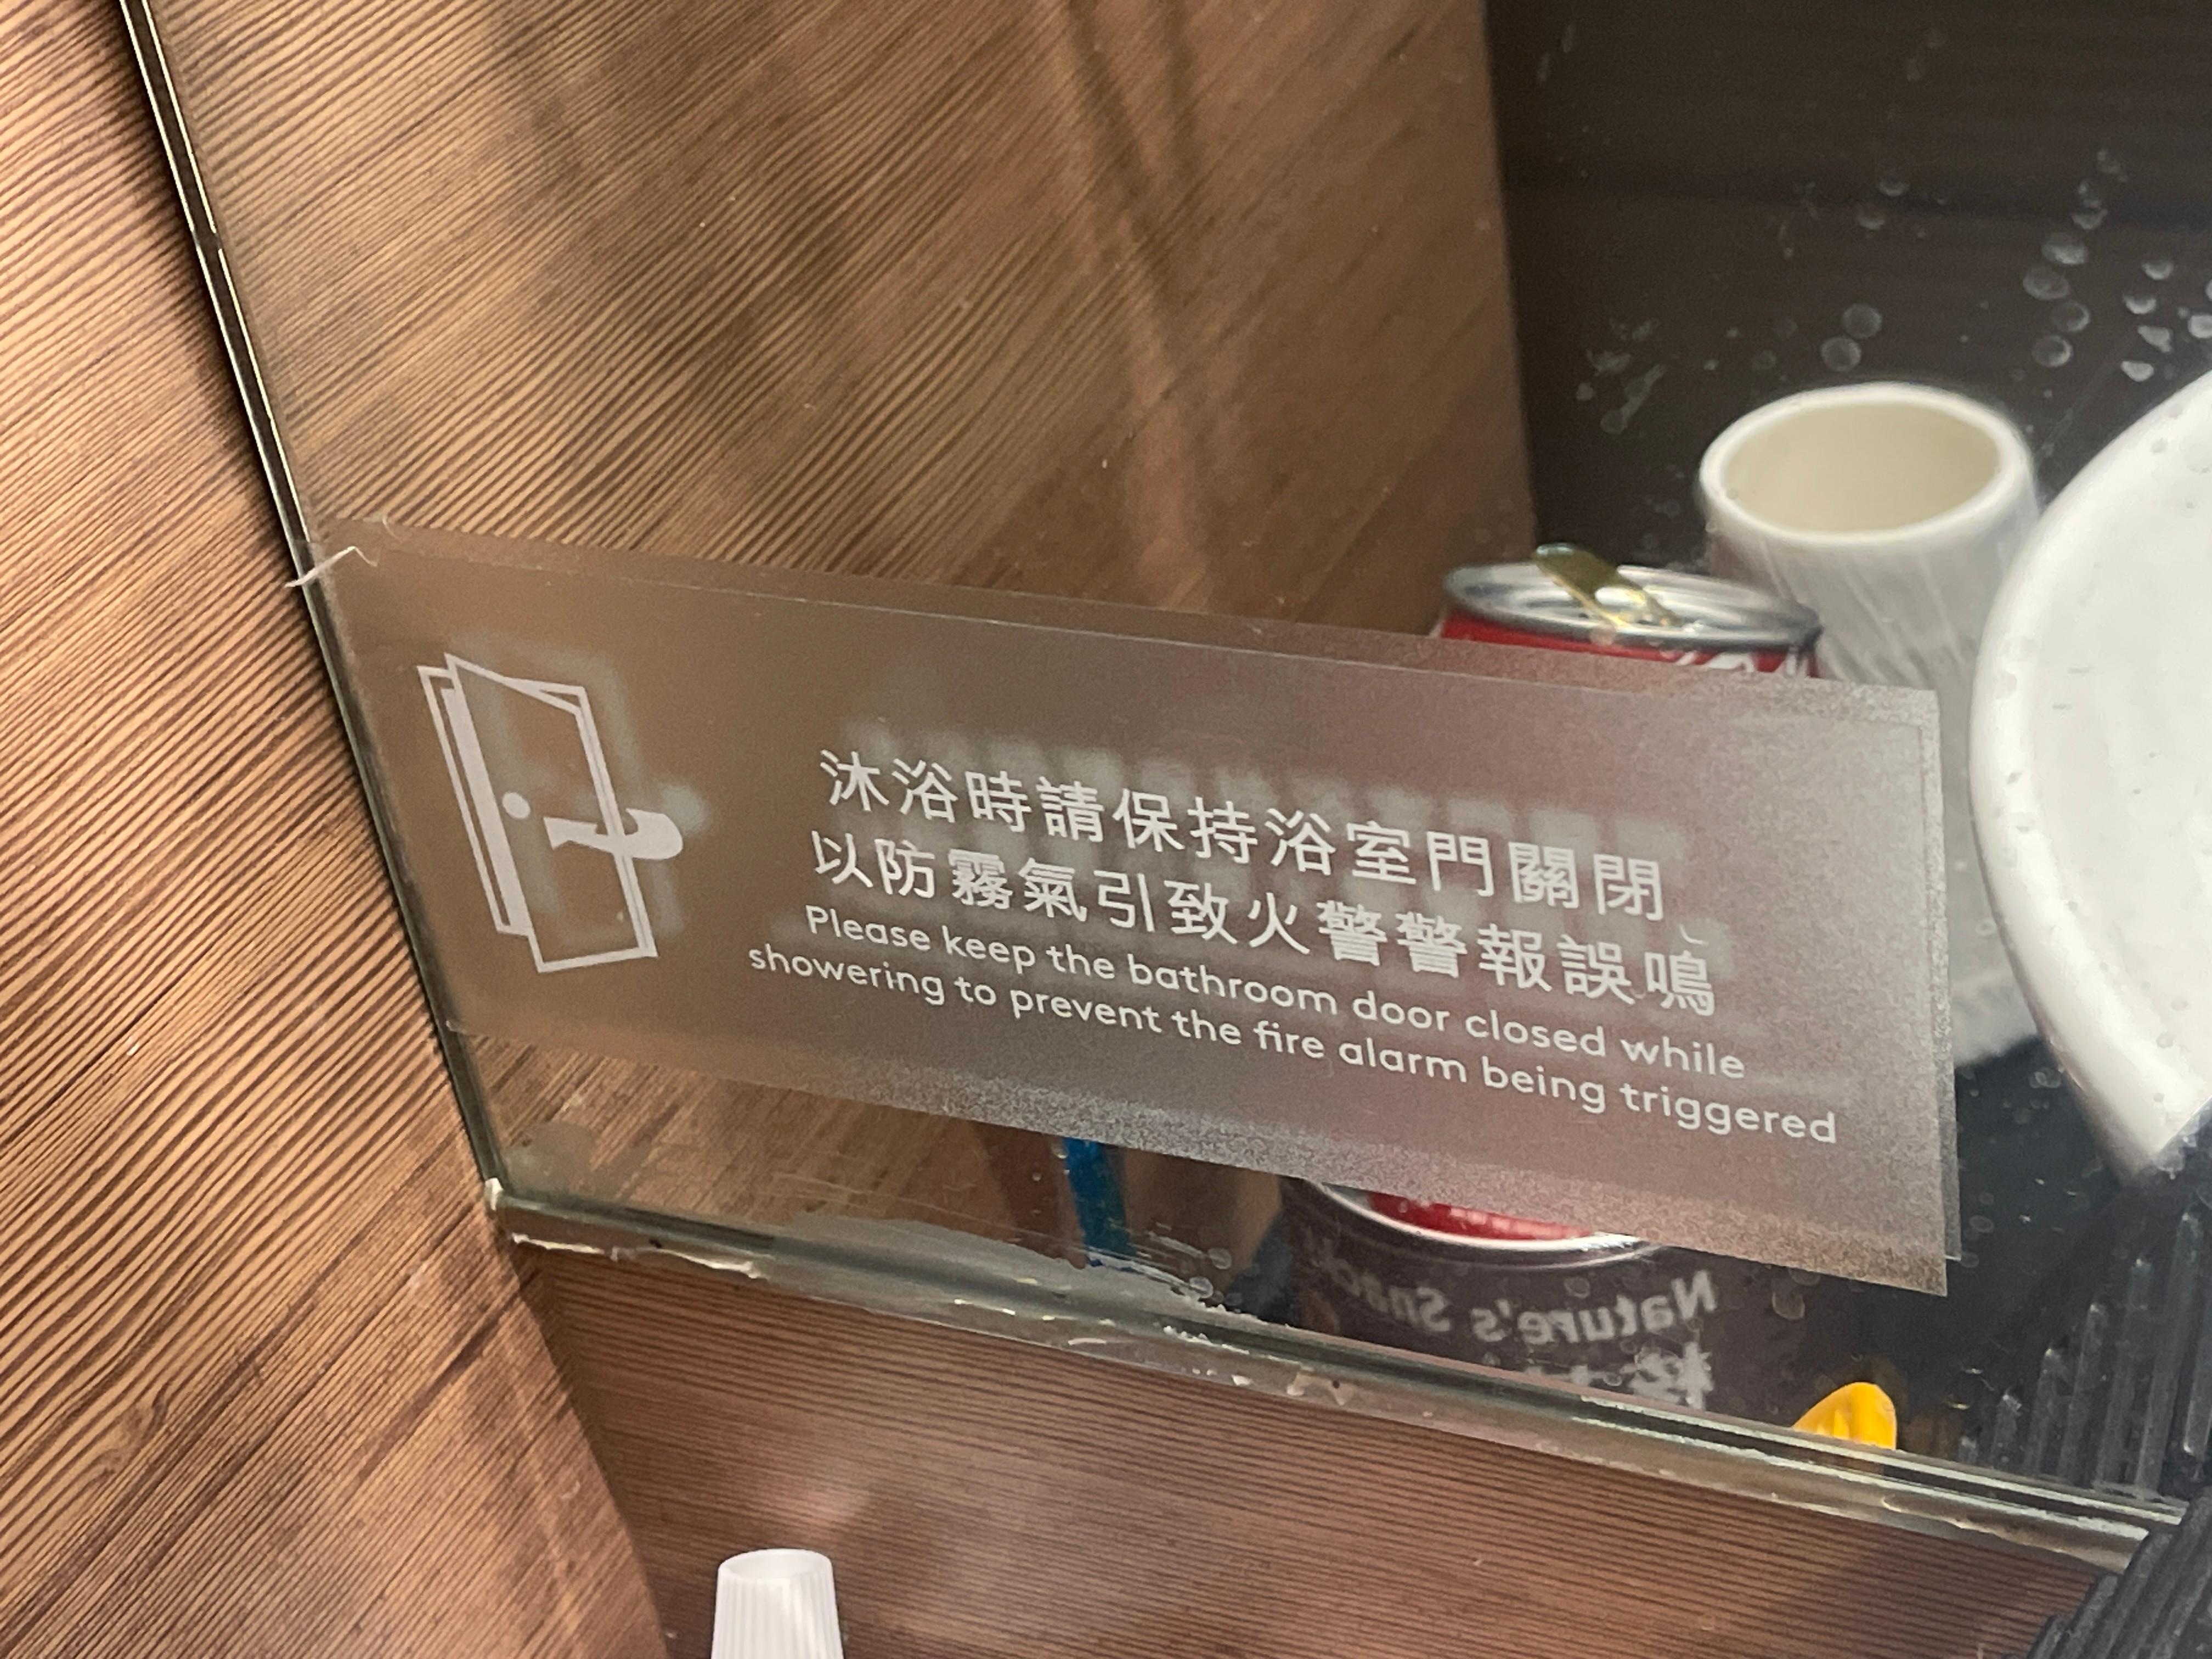 沐浴時請保持浴室門關閉
以防霧氣引致火警警報誤鳴
Please keep the bathroom door closed while
showering to prevent the fire alarm being triggered
Nature's